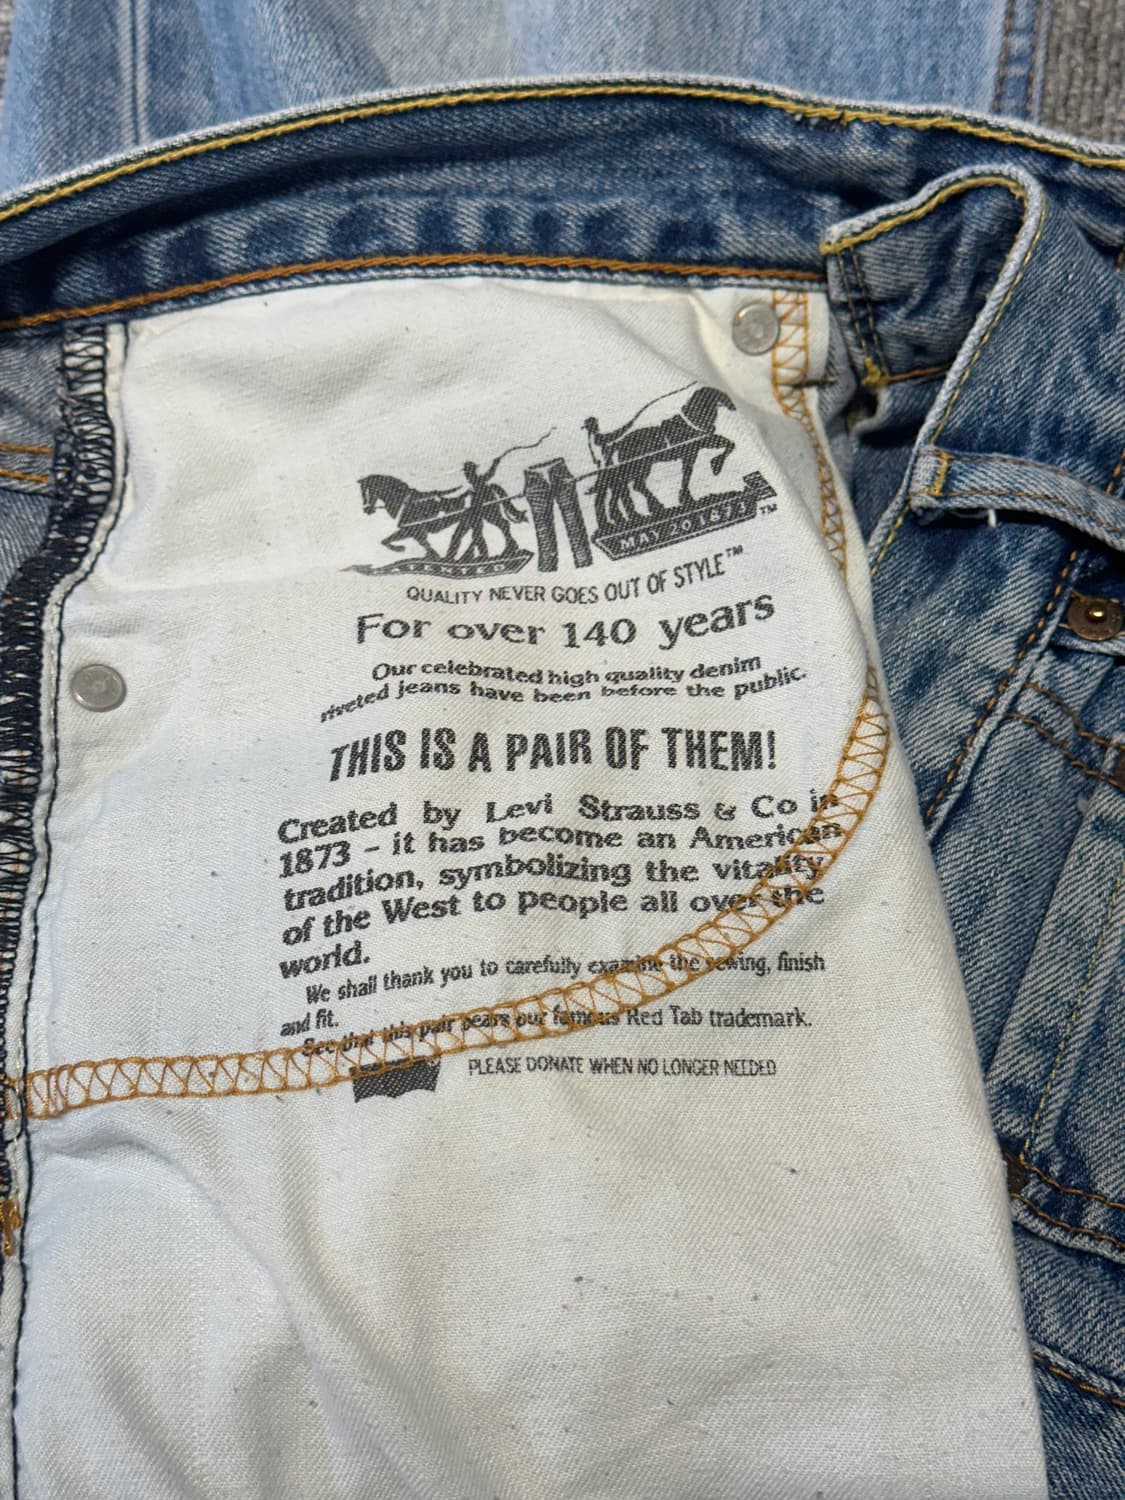 MAY 20 1873 TM
QUALITY NEVER GOES OUT OF STYLE™
For over 140 years
Our celebrated high quality denim
riveted jeans have been before the public.
THIS IS A PAIR OF THEM!
Created by Levi Strauss & Co in
1873 – it has become an American
tradition, symbolizing the vitality
of the West to people all over the
world.
We shall thank you to carefully examine the sewing, finish
and fit.
See that this pair bears our famous Red Tab trademark.
PLEASE DONATE WHEN NO LONGER NEEDED